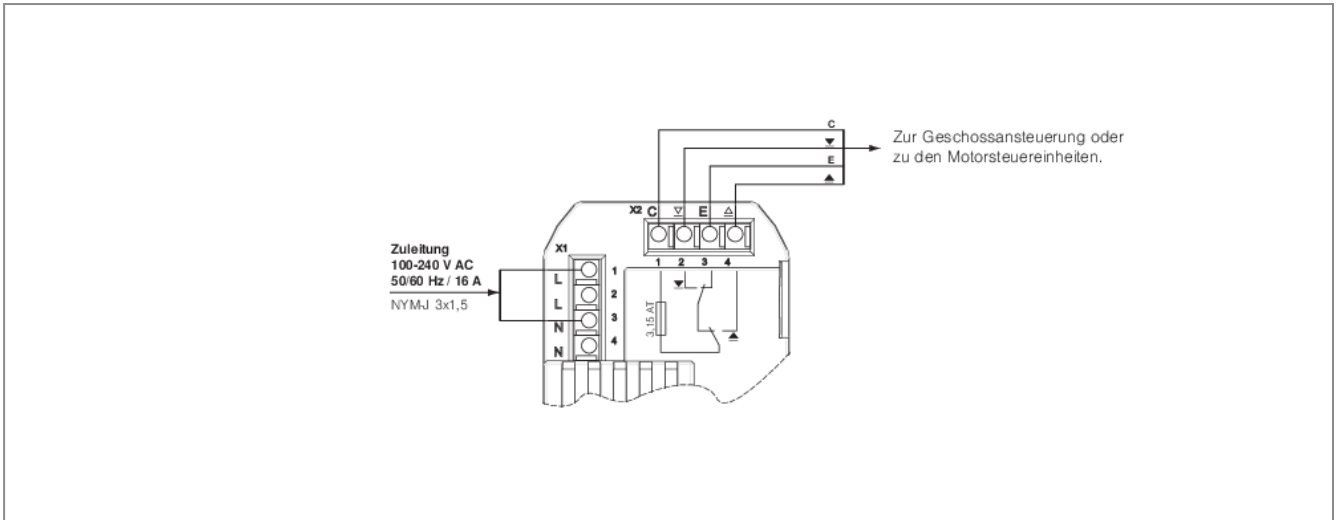 C
▼
E
▲
Zur Geschossansteuerung oder
zu den Motorsteuereinheiten.
X2 C ▽ E △
1 2 3 4
Zuleitung
100-240 V AC
50/60 Hz / 16 A
NYM-J 3x1,5
X1
L 1
L 2
N 3
N 4
▼
3,15 AT
▲